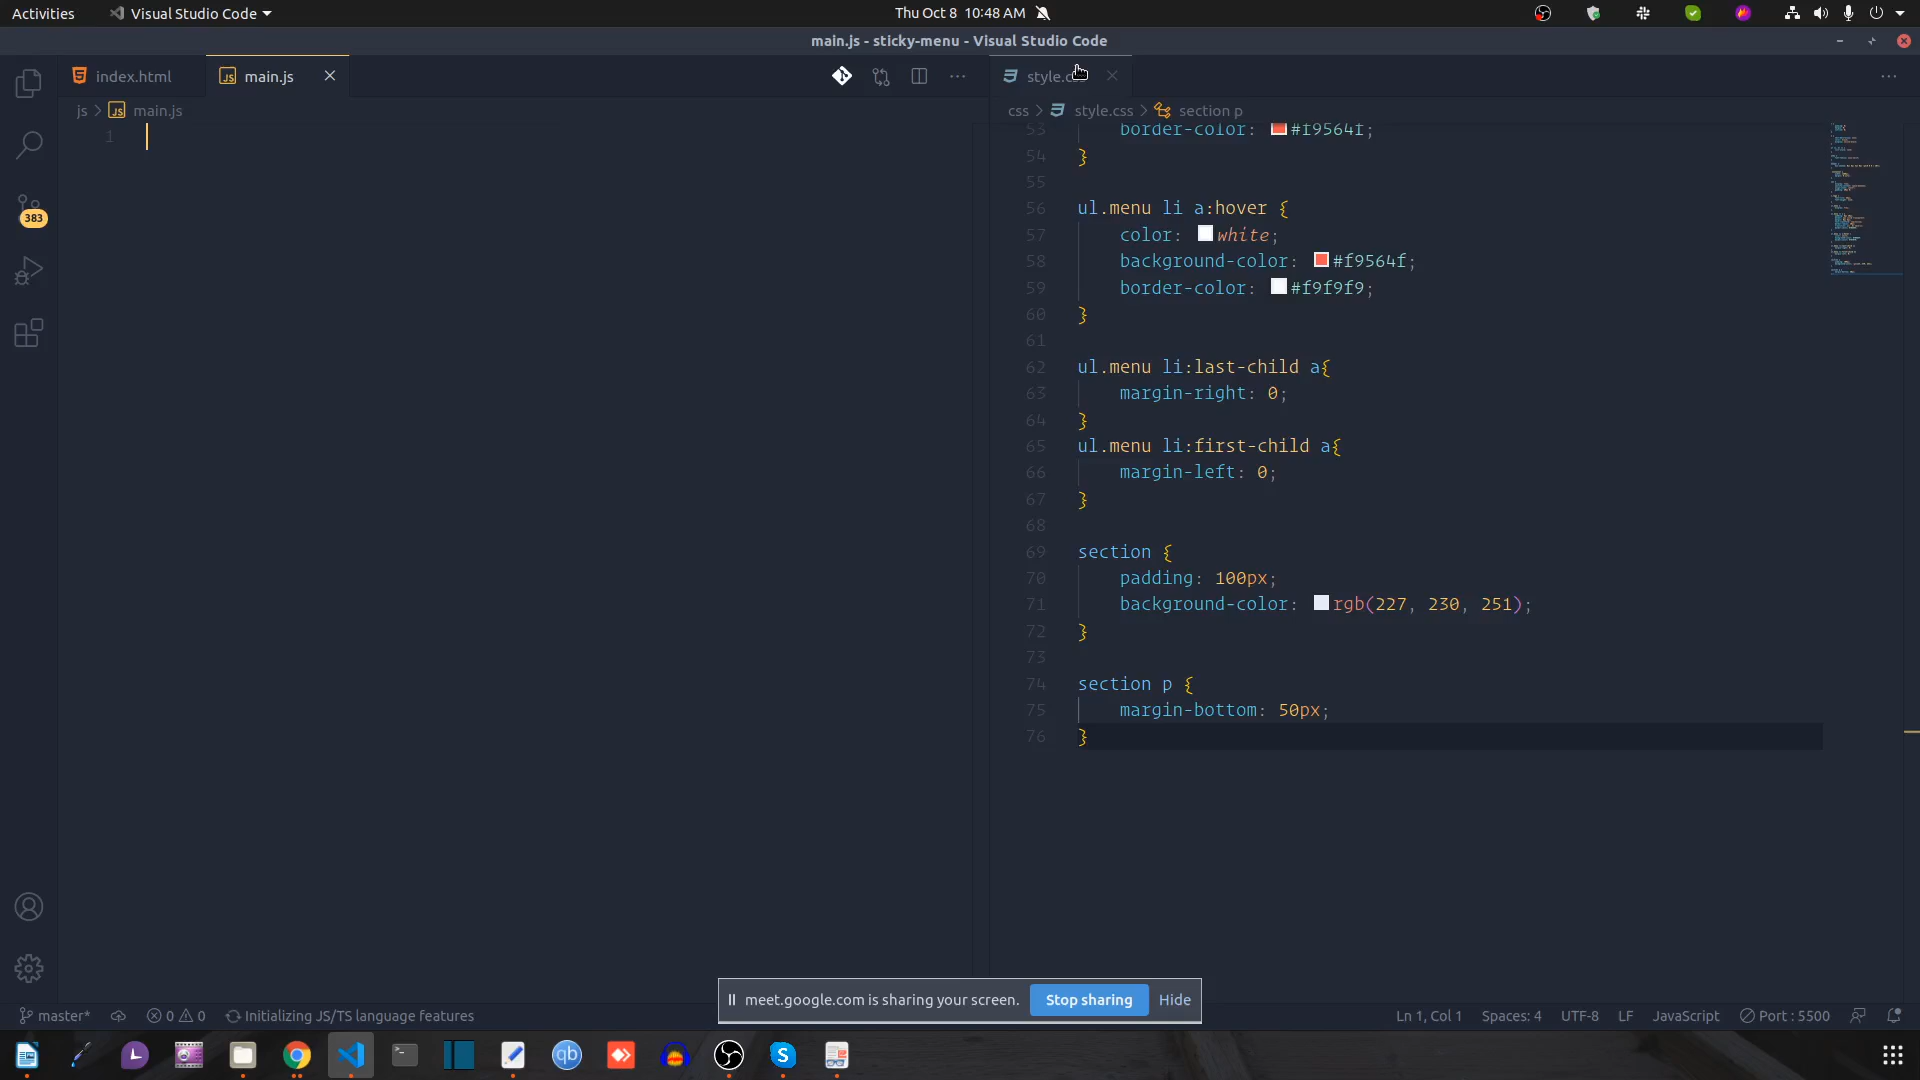 Activities Visual Studio Code Thu Oct 8 10:48 AM
main.js - sticky-menu - Visual Studio Code
index.html main.js
js > JS main.js
1
css > style.css > section p
53 border-color: #f9564f;
54 }
55
56 ul.menu li a:hover {
57 color: white;
58 background-color: #f9564f;
59 border-color: #f9f9f9;
60 }
61
62 ul.menu li:last-child a{
63 margin-right: 0;
64 }
65 ul.menu li:first-child a{
66 margin-left: 0;
67 }
68
69 section {
70 padding: 100px;
71 background-color: rgb(227, 230, 251);
72 }
73
74 section p {
75 margin-bottom: 50px;
76 }
383
meet.google.com is sharing your screen. Stop sharing Hide
master* 0 0 Initializing JS/TS language features Ln 1, Col 1 Spaces: 4 UTF-8 LF JavaScript Port : 5500
qb